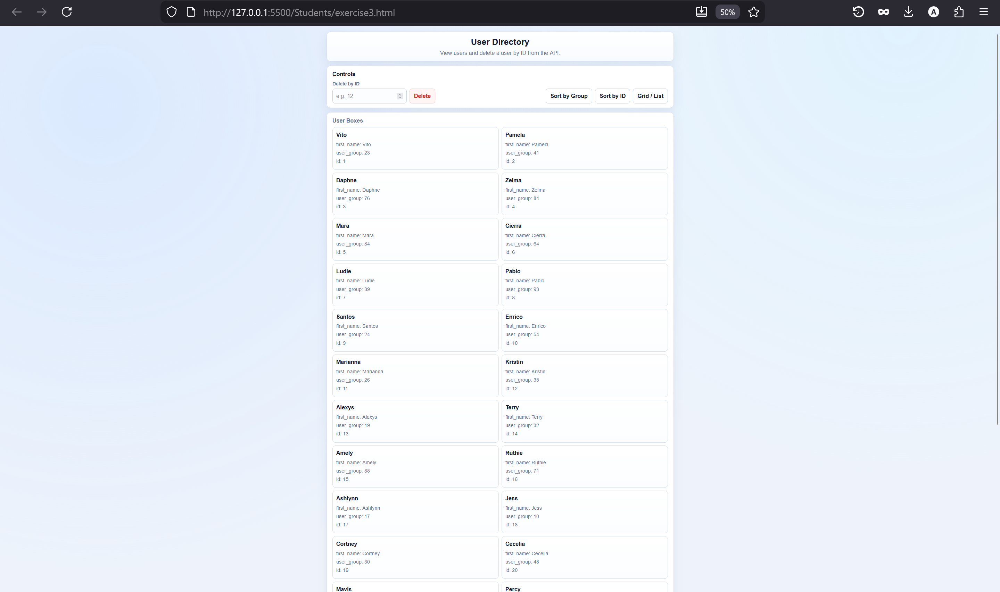 http://127.0.0.1:5500/Students/exercise3.html
50%
A
User Directory
View users and delete a user by ID from the API.
Controls
Delete by ID
e.g. 12
Delete
Sort by Group
Sort by ID
Grid / List
User Boxes
Vito
first_name: Vito
user_group: 23
id: 1
Pamela
first_name: Pamela
user_group: 41
id: 2
Daphne
first_name: Daphne
user_group: 76
id: 3
Zelma
first_name: Zelma
user_group: 84
id: 4
Mara
first_name: Mara
user_group: 84
id: 5
Cierra
first_name: Cierra
user_group: 64
id: 6
Ludie
first_name: Ludie
user_group: 39
id: 7
Pablo
first_name: Pablo
user_group: 93
id: 8
Santos
first_name: Santos
user_group: 24
id: 9
Enrico
first_name: Enrico
user_group: 54
id: 10
Marianna
first_name: Marianna
user_group: 26
id: 11
Kristin
first_name: Kristin
user_group: 35
id: 12
Alexys
first_name: Alexys
user_group: 19
id: 13
Terry
first_name: Terry
user_group: 32
id: 14
Amely
first_name: Amely
user_group: 88
id: 15
Ruthie
first_name: Ruthie
user_group: 71
id: 16
Ashlynn
first_name: Ashlynn
user_group: 17
id: 17
Jess
first_name: Jess
user_group: 10
id: 18
Cortney
first_name: Cortney
user_group: 30
id: 19
Cecelia
first_name: Cecelia
user_group: 48
id: 20
Mavis
Percy